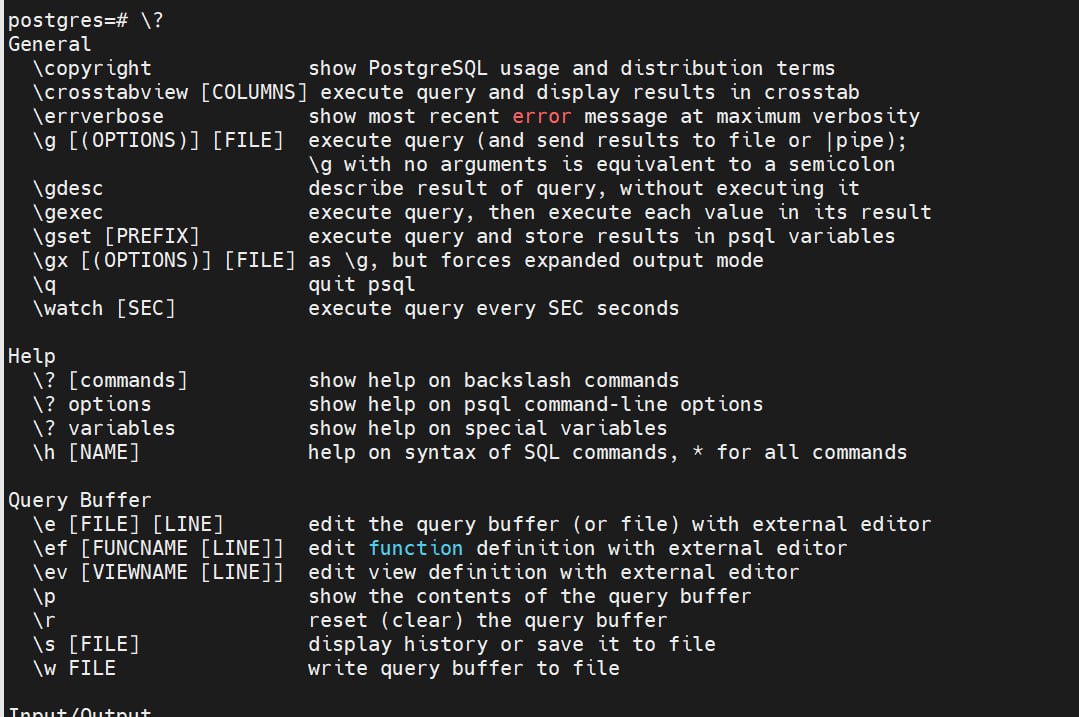 postgres=# \?
General
  \copyright             show PostgreSQL usage and distribution terms
  \crosstabview [COLUMNS] execute query and display results in crosstab
  \errverbose            show most recent error message at maximum verbosity
  \g [(OPTIONS)] [FILE]  execute query (and send results to file or |pipe);
                         \g with no arguments is equivalent to a semicolon
  \gdesc                 describe result of query, without executing it
  \gexec                 execute query, then execute each value in its result
  \gset [PREFIX]         execute query and store results in psql variables
  \gx [(OPTIONS)] [FILE] as \g, but forces expanded output mode
  \q                     quit psql
  \watch [SEC]           execute query every SEC seconds

Help
  \? [commands]          show help on backslash commands
  \? options             show help on psql command-line options
  \? variables           show help on special variables
  \h [NAME]              help on syntax of SQL commands, * for all commands

Query Buffer
  \e [FILE] [LINE]       edit the query buffer (or file) with external editor
  \ef [FUNCNAME [LINE]]  edit function definition with external editor
  \ev [VIEWNAME [LINE]]  edit view definition with external editor
  \p                     show the contents of the query buffer
  \r                     reset (clear) the query buffer
  \s [FILE]              display history or save it to file
  \w FILE                write query buffer to file

Input/Output